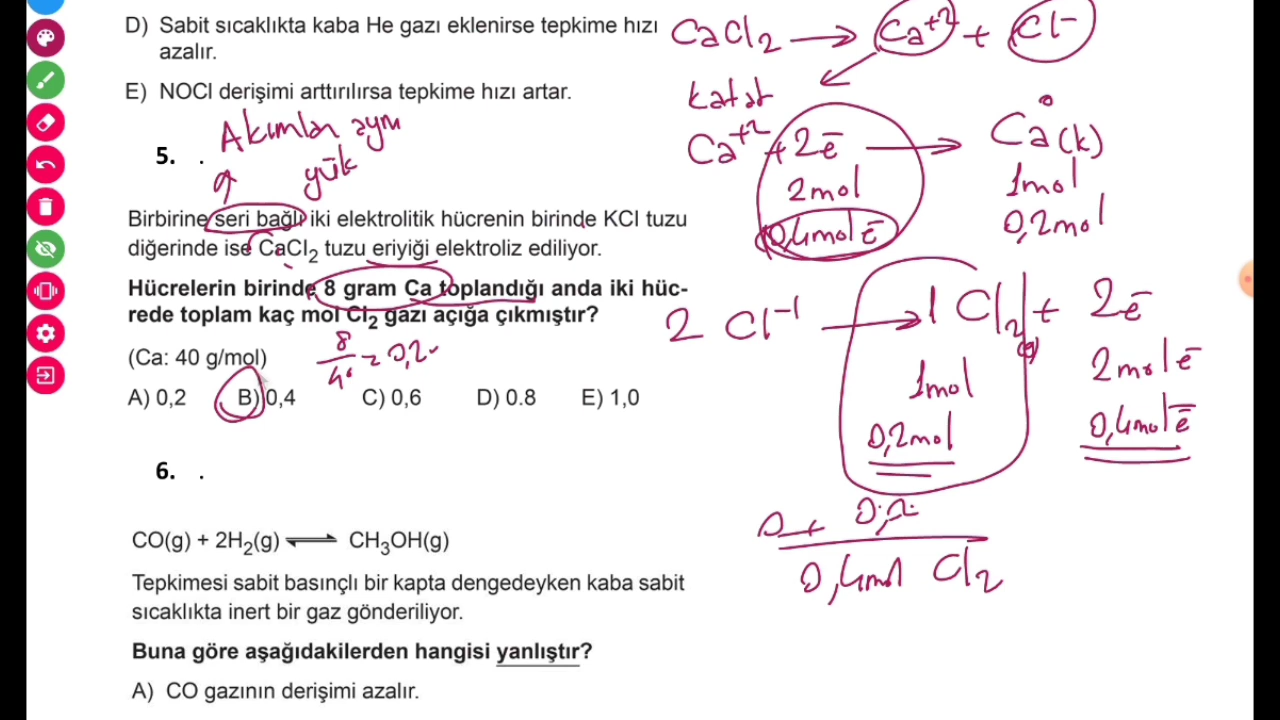 D) Sabit sıcaklıkta kaba He gazı eklenirse tepkime hızı
azalır.
E) NOCl derişimi arttırılırsa tepkime hızı artar.
Akımlar aynı
yük
5. .
Birbirine seri bağlı iki elektrolitik hücrenin birinde KCl tuzu
diğerinde ise CaCl₂ tuzu eriyiği elektroliz ediliyor.
Hücrelerin birinde 8 gram Ca toplandığı anda iki hüc-
rede toplam kaç mol Cl₂ gazı açığa çıkmıştır?
(Ca: 40 g/mol)
8/40 = 0,2
A) 0,2 B) 0,4 C) 0,6 D) 0.8 E) 1,0
6. .
CO(g) + 2H₂(g) ⇌ CH₃OH(g)
Tepkimesi sabit basınçlı bir kapta dengedeyken kaba sabit
sıcaklıkta inert bir gaz gönderiliyor.
Buna göre aşağıdakilerden hangisi yanlıştır?
A) CO gazının derişimi azalır.
CaCl₂ → Ca⁺² + Cl⁻
katot
Ca⁺² + 2ē → Ca(k)
2mol 1mol
0,4mol ē 0,2mol
2 Cl⁻¹ → 1 Cl₂(g) + 2ē
1mol 2mol ē
0,2mol 0,4mol ē
0,4mol Cl₂